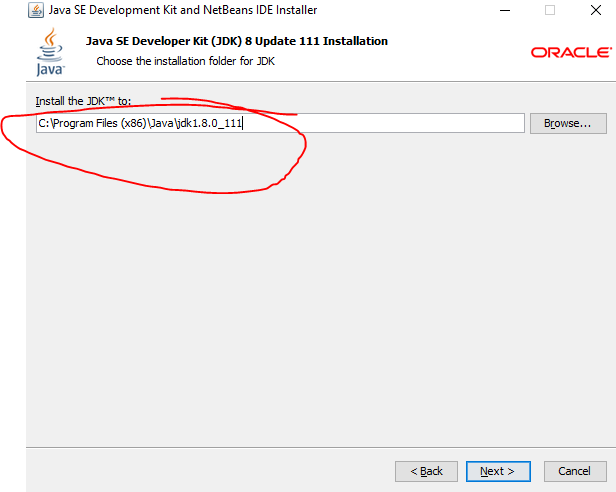 Java SE Development Kit and NetBeans IDE Installer
Java SE Developer Kit (JDK) 8 Update 111 Installation
Choose the installation folder for JDK
Java™
ORACLE
Install the JDK™ to:
C:\Program Files (x86)\Java\jdk1.8.0_111
Browse...
< Back
Next >
Cancel